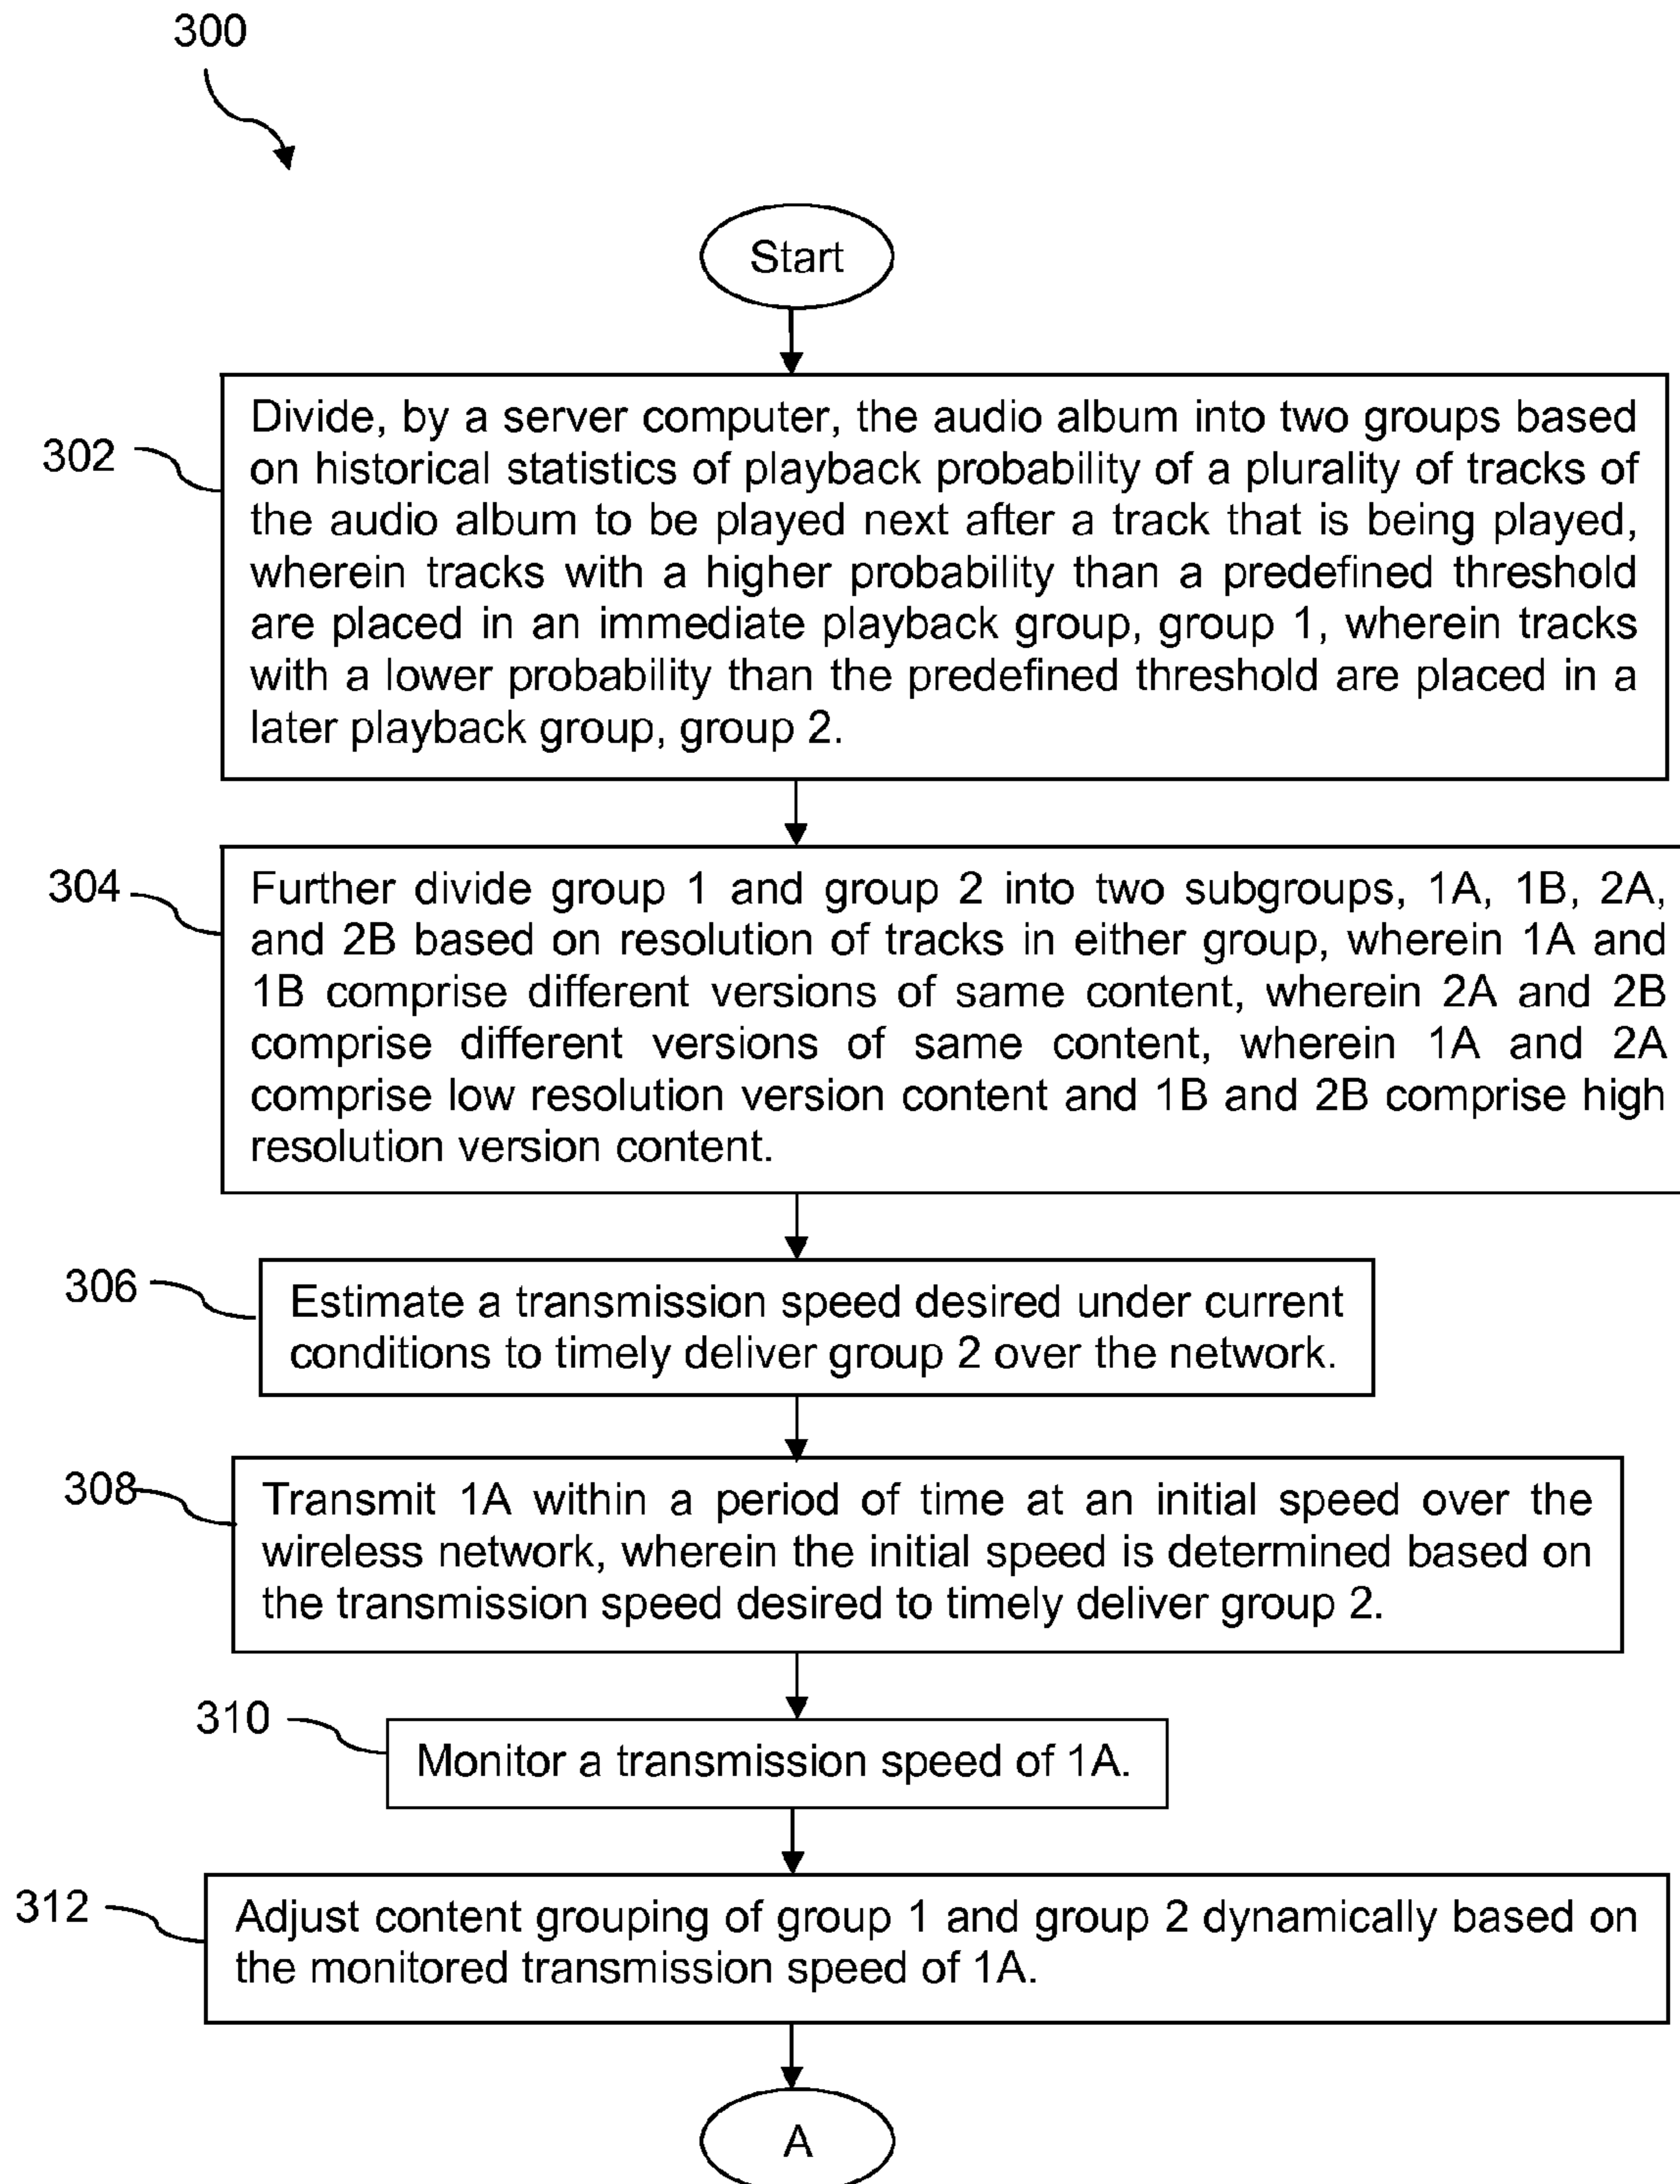 300
Start
302
Divide, by a server computer, the audio album into two groups based
on historical statistics of playback probability of a plurality of tracks of
the audio album to be played next after a track that is being played,
wherein tracks with a higher probability than a predefined threshold
are placed in an immediate playback group, group 1, wherein tracks
with a lower probability than the predefined threshold are placed in a
later playback group, group 2.
304
Further divide group 1 and group 2 into two subgroups, 1A, 1B, 2A,
and 2B based on resolution of tracks in either group, wherein 1A and
1B comprise different versions of same content, wherein 2A and 2B
comprise different versions of same content, wherein 1A and 2A
comprise low resolution version content and 1B and 2B comprise high
resolution version content.
306
Estimate a transmission speed desired under current
conditions to timely deliver group 2 over the network.
308
Transmit 1A within a period of time at an initial speed over the
wireless network, wherein the initial speed is determined based on
the transmission speed desired to timely deliver group 2.
310
Monitor a transmission speed of 1A.
312
Adjust content grouping of group 1 and group 2 dynamically based on
the monitored transmission speed of 1A.
A